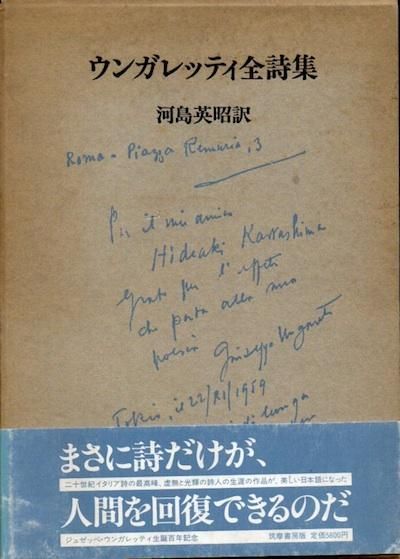 ウンガレッティ全詩集
河島英昭訳
Roma - Piazza Remuria, 3
Per il mio amico
Hideaki Kawashima
grato per l'affetto
che porta alla mia
poesia Giuseppe Ungaretti
Tokio, il 22/XI/1959
まさに詩だけが、
二十世紀イタリア詩の最高峰、虚無と光輝の詩人の生涯の作品が、美しい日本語になった
人間を回復できるのだ
ジュゼッペ・ウンガレッティ生誕百年記念
筑摩書房版 定価5800円